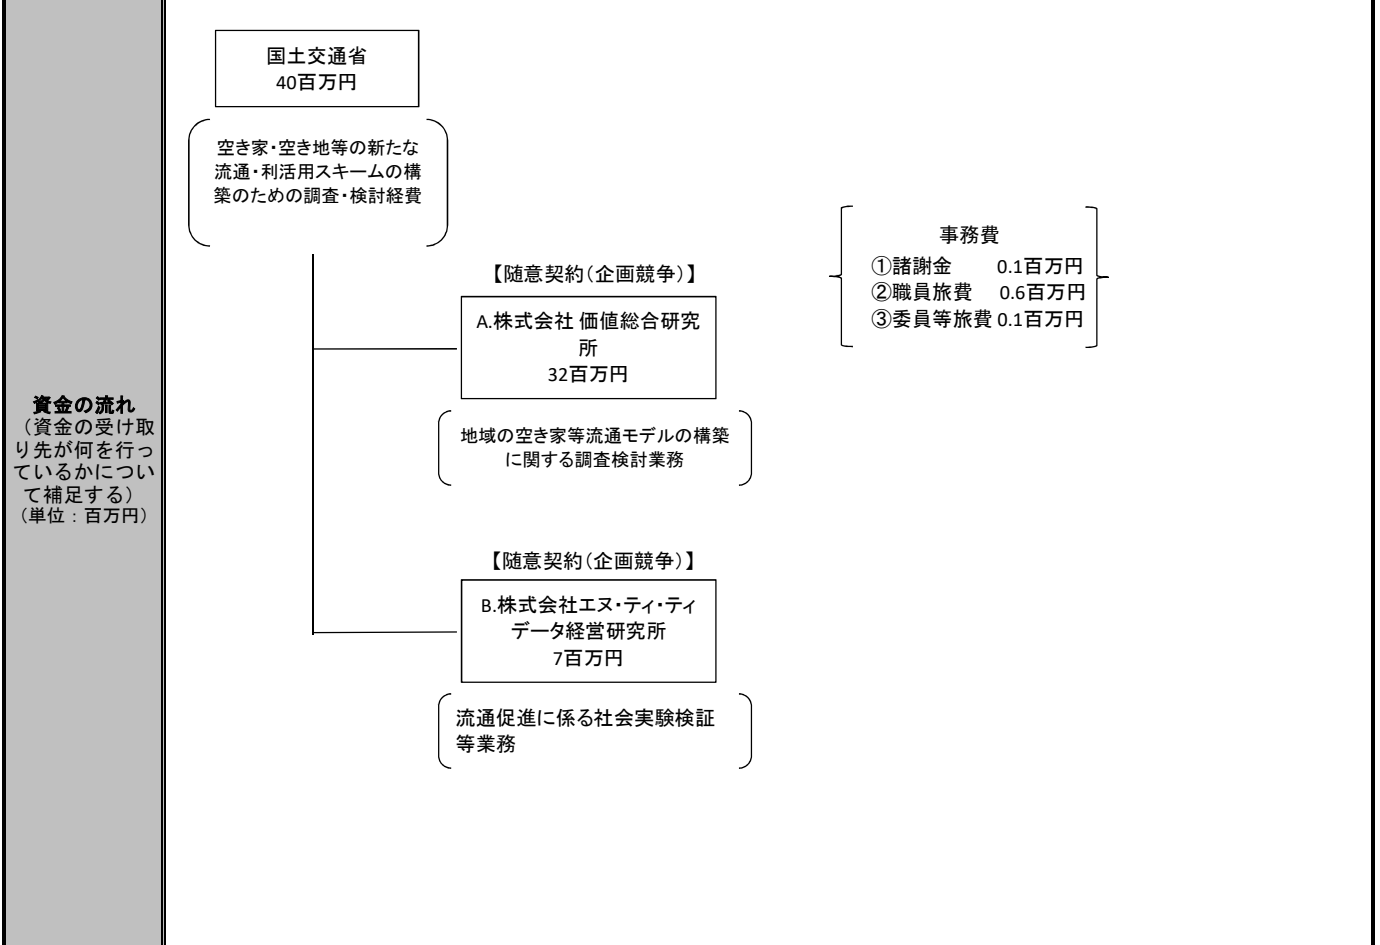 資金の流れ
（資金の受け取
り先が何を行っ
ているかについ
て補足する）
（単位：百万円）
国土交通省
40百万円
空き家・空き地等の新たな
流通・利活用スキームの構
築のための調査・検討経費
事務費
①諸謝金 0.1百万円
②職員旅費 0.6百万円
③委員等旅費 0.1百万円
【随意契約（企画競争）】
A.株式会社 価値総合研究
所
32百万円
地域の空き家等流通モデルの構築
に関する調査検討業務
【随意契約（企画競争）】
B.株式会社エヌ・ティ・ティ
データ経営研究所
7百万円
流通促進に係る社会実験検証
等業務